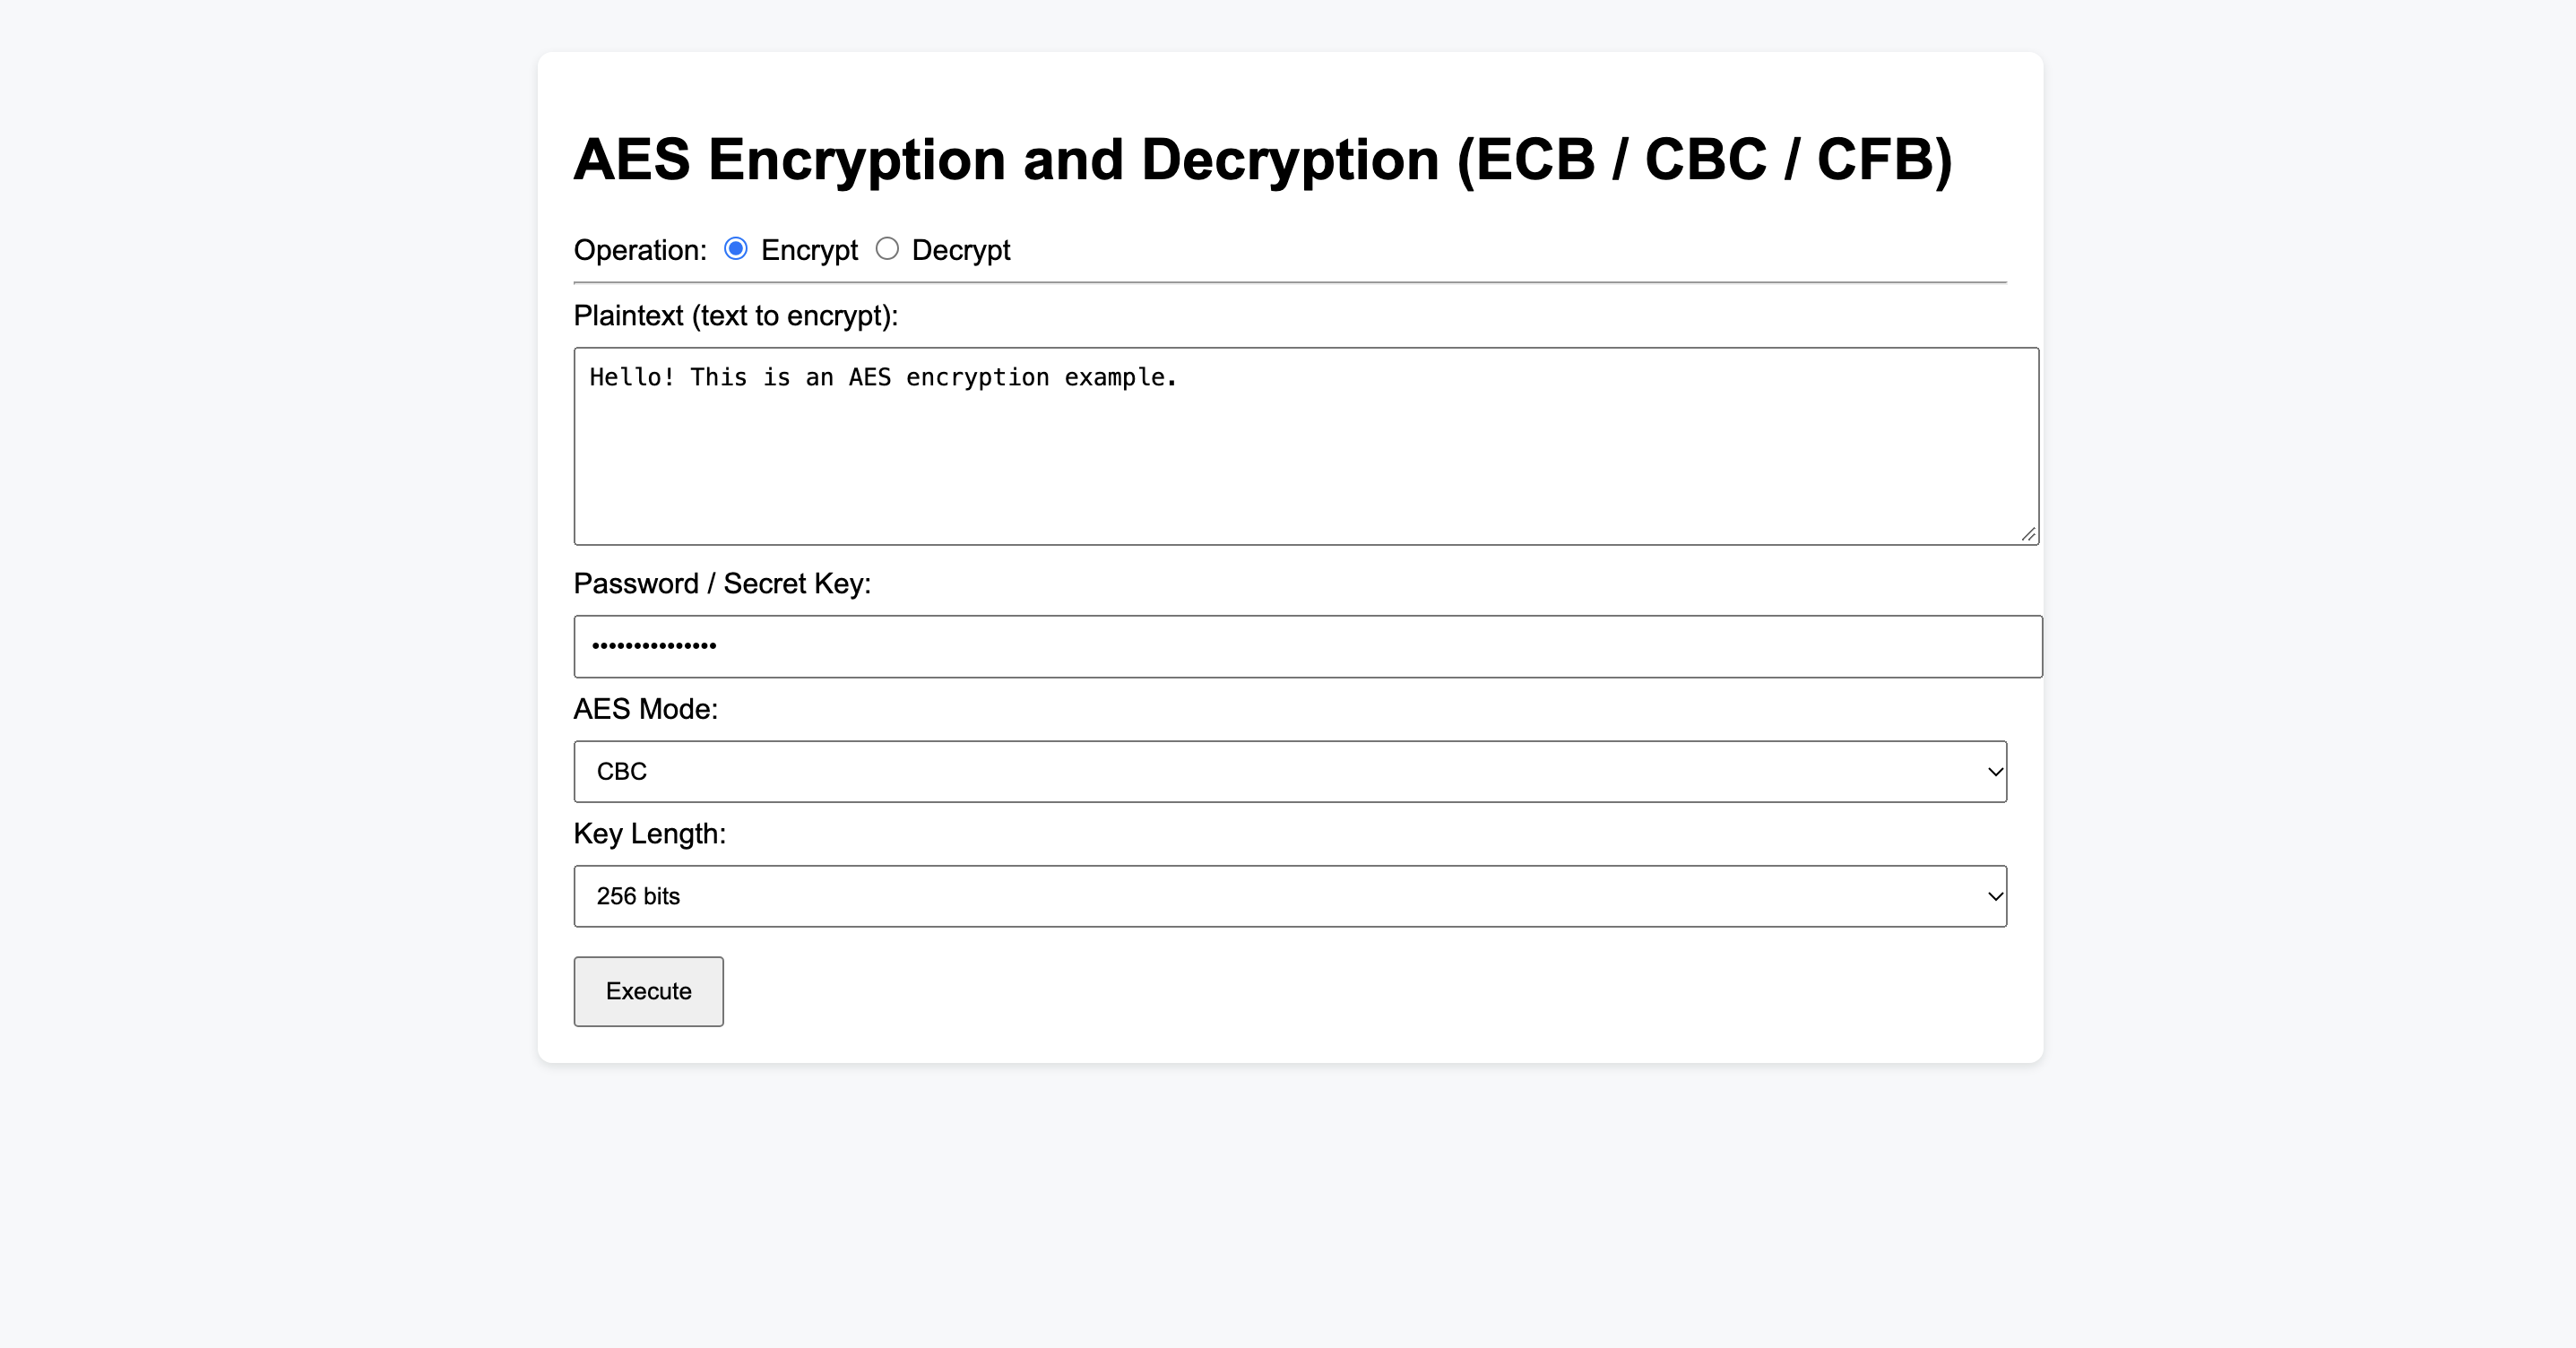 AES Encryption and Decryption (ECB / CBC / CFB)
Operation: Encrypt Decrypt
Plaintext (text to encrypt):
Hello! This is an AES encryption example.
Password / Secret Key:
•••••••••••••••
AES Mode:
CBC
Key Length:
256 bits
Execute